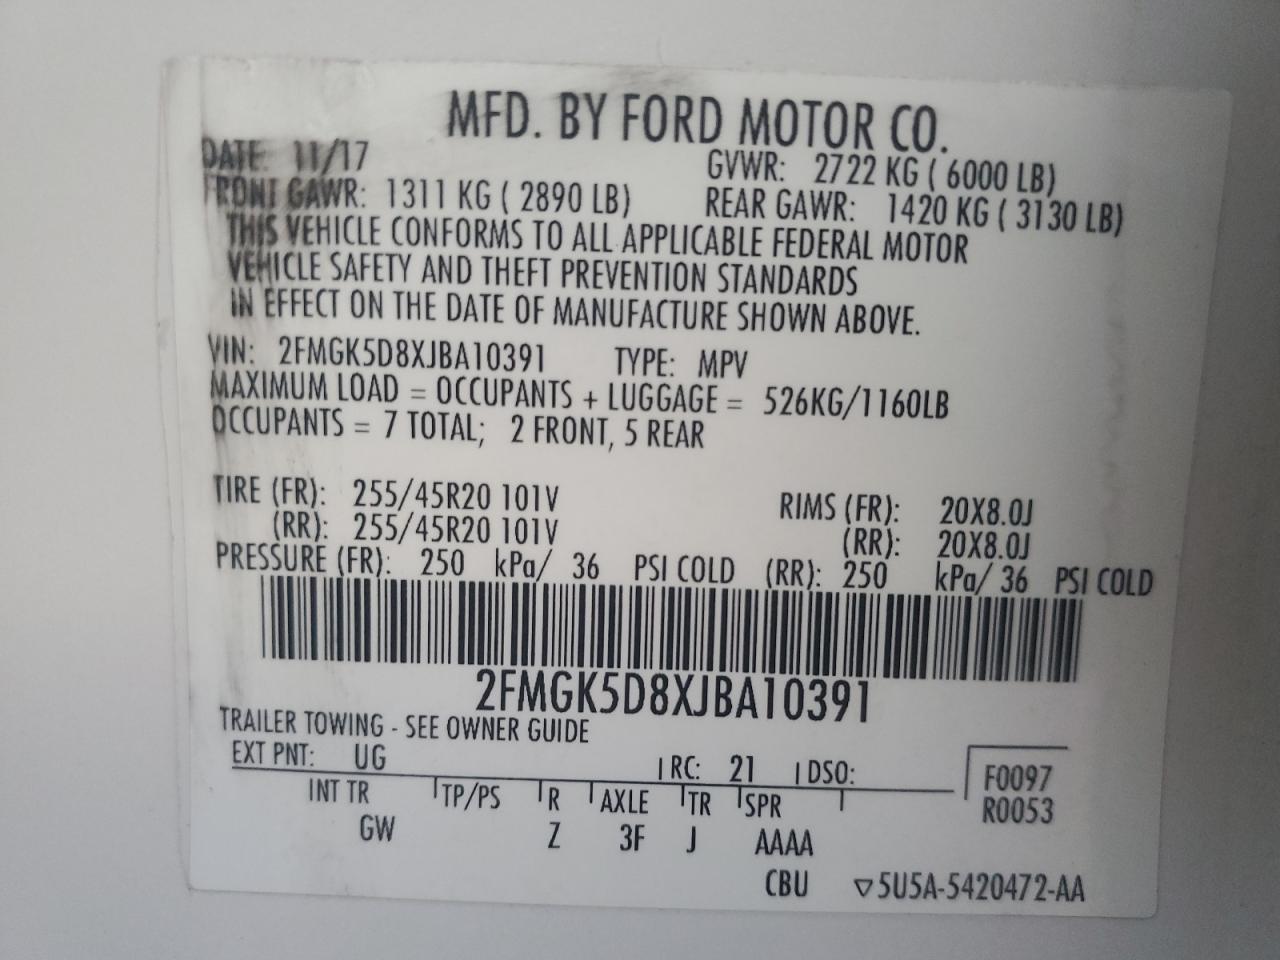 MFD. BY FORD MOTOR CO.
DATE: 11/17 GVWR: 2722 KG ( 6000 LB)
FRONT GAWR: 1311 KG ( 2890 LB) REAR GAWR: 1420 KG ( 3130 LB)
THIS VEHICLE CONFORMS TO ALL APPLICABLE FEDERAL MOTOR
VEHICLE SAFETY AND THEFT PREVENTION STANDARDS
IN EFFECT ON THE DATE OF MANUFACTURE SHOWN ABOVE.
VIN: 2FMGK5D8XJBA10391 TYPE: MPV
MAXIMUM LOAD = OCCUPANTS + LUGGAGE = 526KG/1160LB
OCCUPANTS = 7 TOTAL; 2 FRONT, 5 REAR
TIRE (FR): 255/45R20 101V RIMS (FR): 20X8.0J
(RR): 255/45R20 101V (RR): 20X8.0J
PRESSURE (FR): 250 kPa/ 36 PSI COLD (RR): 250 kPa/ 36 PSI COLD
2FMGK5D8XJBA10391
TRAILER TOWING - SEE OWNER GUIDE
EXT PNT: UG RC: 21 DSO: F0097
INT TR TP/PS R AXLE TR SPR R0053
GW Z 3F J AAAA
CBU ▽5U5A-5420472-AA